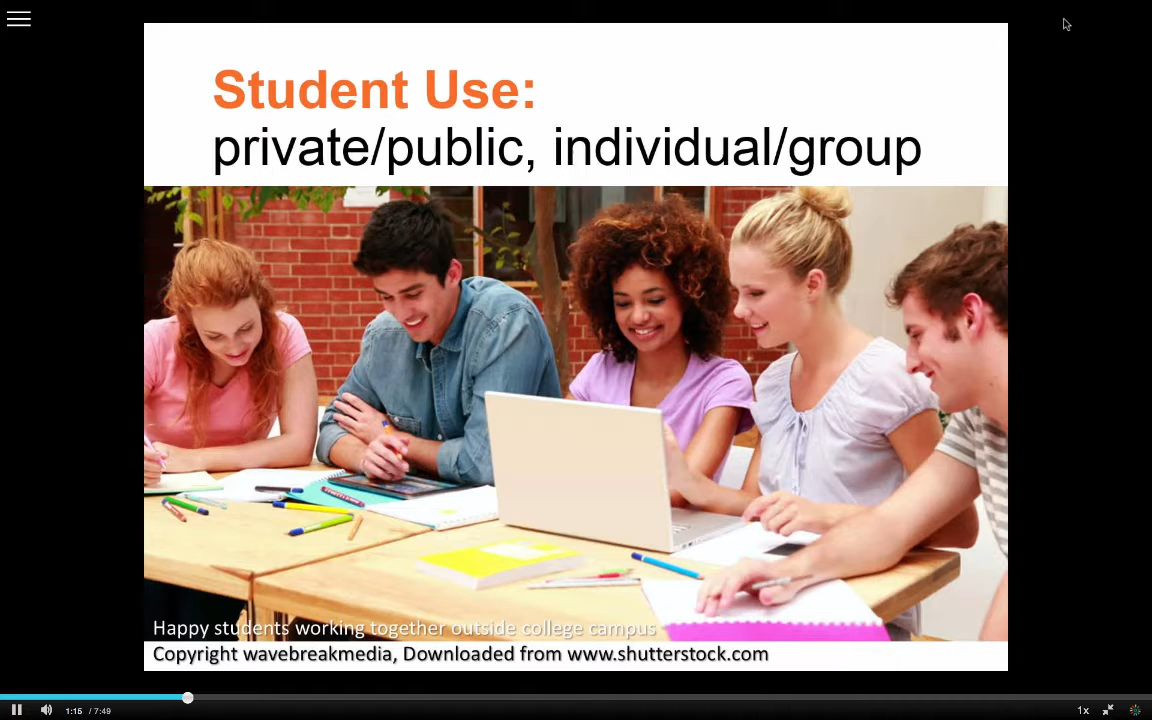 Student Use:
private/public, individual/group
Happy students working together outside college campus
Copyright wavebreakmedia, Downloaded from www.shutterstock.com
1:15 / 7:49
1x